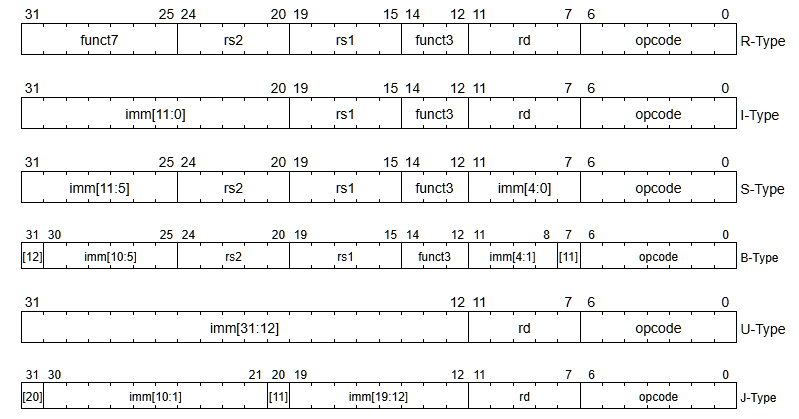 31 25 24 20 19 15 14 12 11 7 6 0
funct7 rs2 rs1 funct3 rd opcode R-Type
31 20 19 15 14 12 11 7 6 0
imm[11:0] rs1 funct3 rd opcode I-Type
31 25 24 20 19 15 14 12 11 7 6 0
imm[11:5] rs2 rs1 funct3 imm[4:0] opcode S-Type
31 30 25 24 20 19 15 14 12 11 8 7 6 0
[12] imm[10:5] rs2 rs1 funct3 imm[4:1] [11] opcode B-Type
31 12 11 7 6 0
imm[31:12] rd opcode U-Type
31 30 21 20 19 12 11 7 6 0
[20] imm[10:1] [11] imm[19:12] rd opcode J-Type